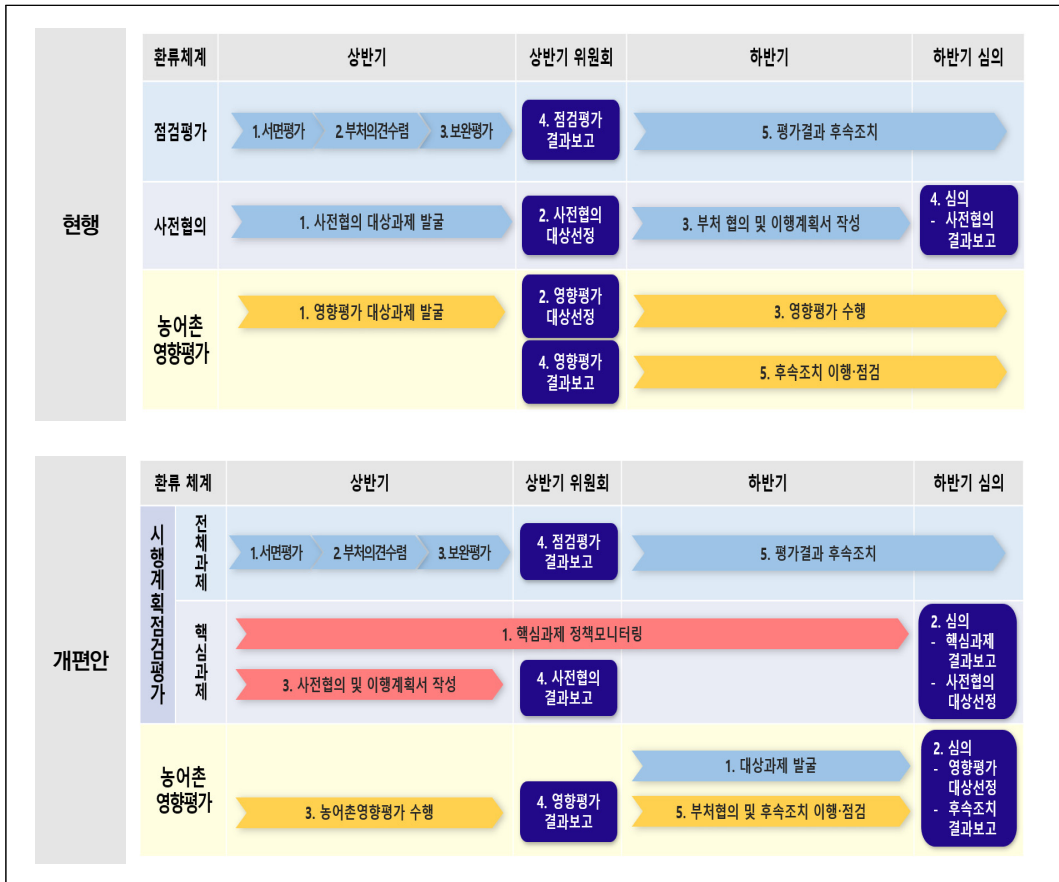 현행
환류체계 상반기 상반기 위원회 하반기 하반기 심의
점검평가
1.서면평가 2.부처의견수렴 3.보완평가
4. 점검평가
결과보고
5. 평가결과 후속조치
사전협의
1. 사전협의 대상과제 발굴
2. 사전협의
대상선정
3. 부처 협의 및 이행계획서 작성
4. 심의
- 사전협의
결과보고
농어촌
영향평가
1. 영향평가 대상과제 발굴
2. 영향평가
대상선정
3. 영향평가 수행
4. 영향평가
결과보고
5. 후속조치 이행·점검
개편안
환류 체계 상반기 상반기 위원회 하반기 하반기 심의
시행계획점검평가
전체과제
1.서면평가 2.부처의견수렴 3.보완평가
4. 점검평가
결과보고
5. 평가결과 후속조치
핵심과제
1. 핵심과제 정책모니터링
2. 심의
- 핵심과제
결과보고
- 사전협의
대상선정
3. 사전협의 및 이행계획서 작성
4. 사전협의
결과보고
농어촌
영향평가
1. 대상과제 발굴
2. 심의
- 영향평가
대상선정
- 후속조치
결과보고
3. 농어촌영향평가 수행
4. 영향평가
결과보고
5. 부처협의 및 후속조치 이행·점검